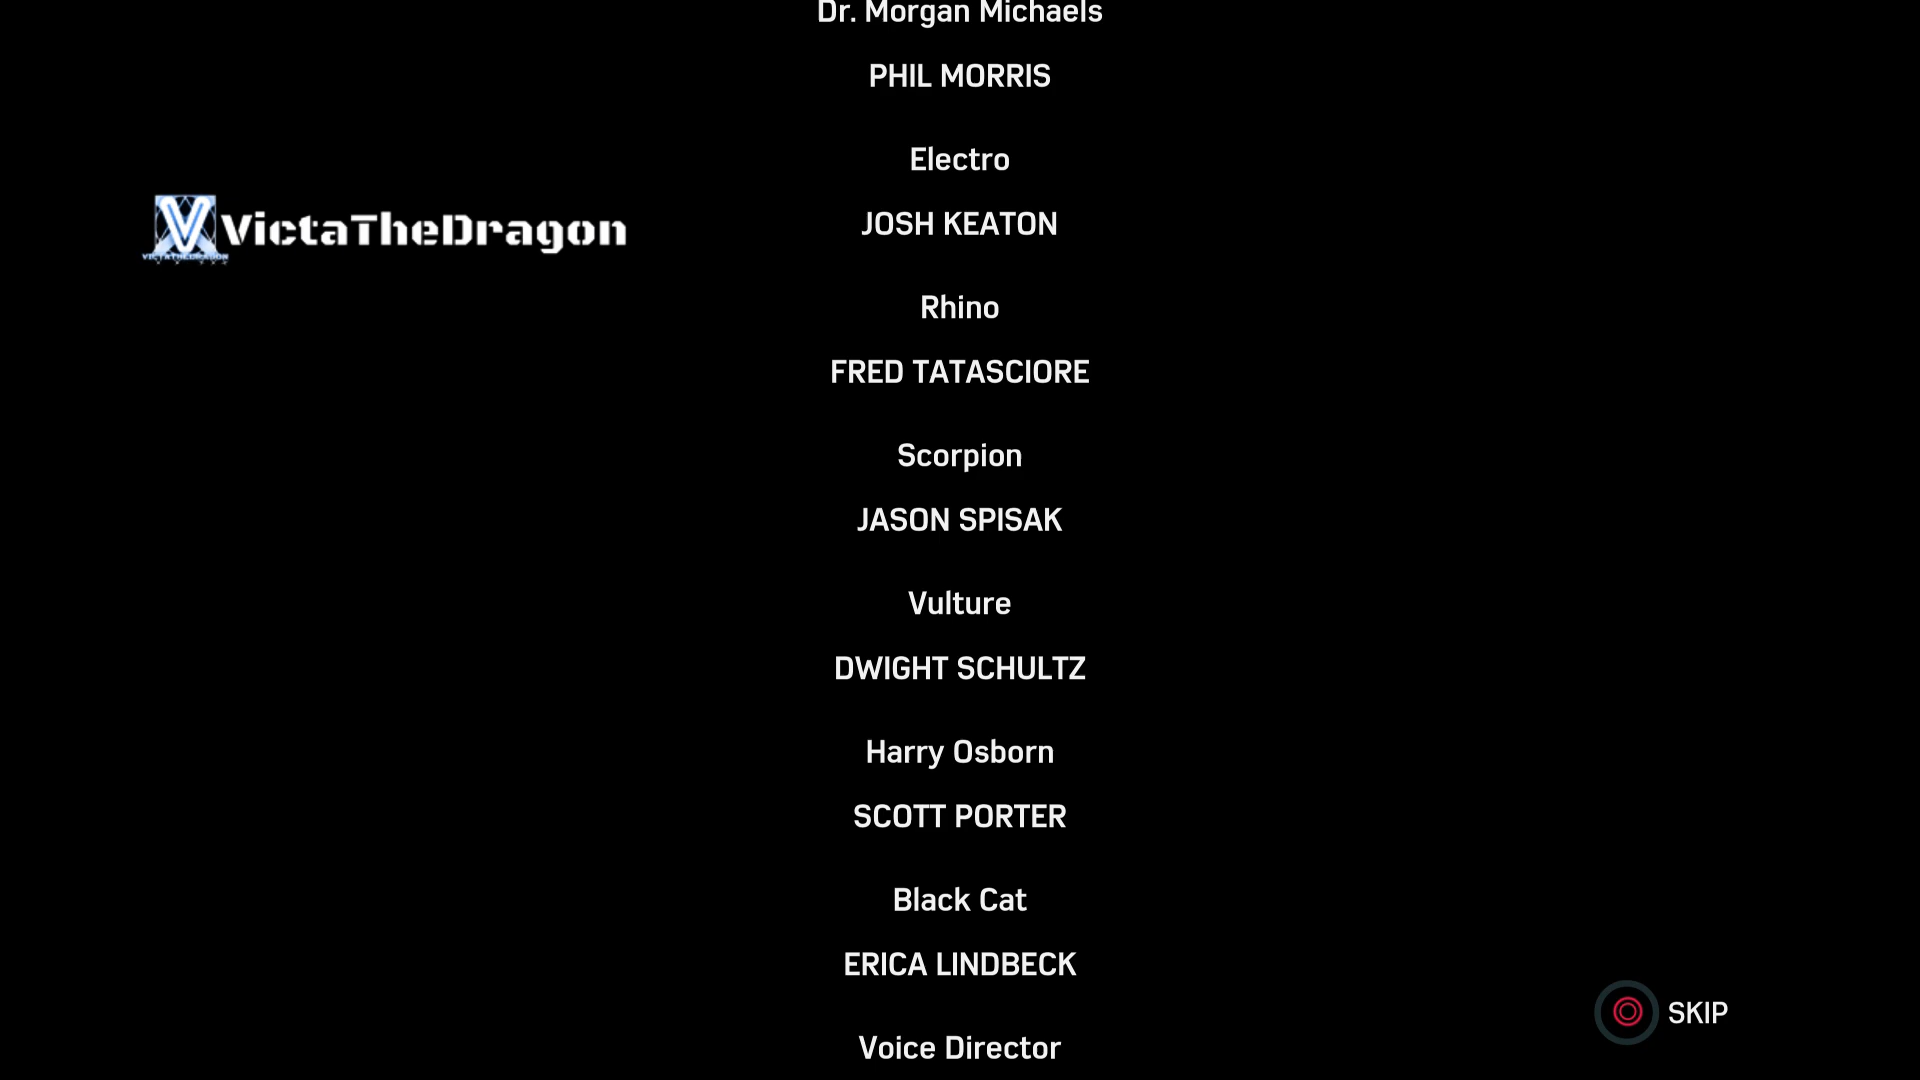 Dr. Morgan Michaels
PHIL MORRIS
Electro
VictaTheDragon
VICTATHEDRAGON
JOSH KEATON
Rhino
FRED TATASCIORE
Scorpion
JASON SPISAK
Vulture
DWIGHT SCHULTZ
Harry Osborn
SCOTT PORTER
Black Cat
ERICA LINDBECK
SKIP
Voice Director